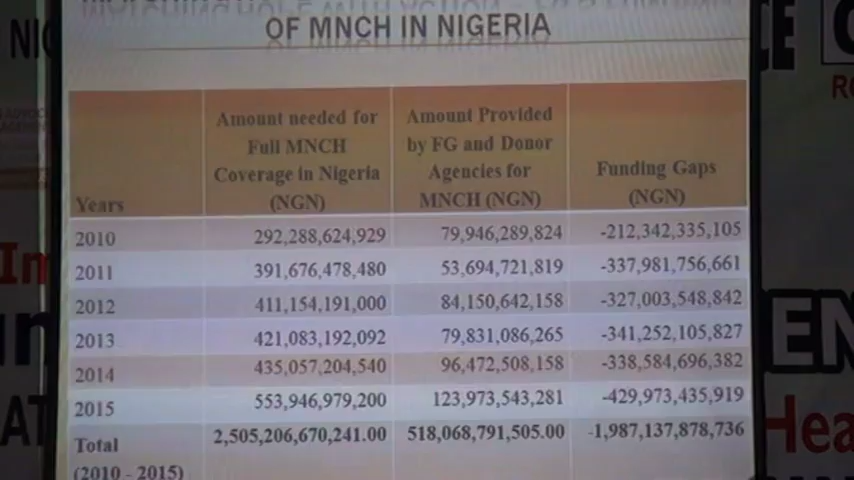 OF MNCH IN NIGERIA
Years
Amount needed for
Full MNCH
Coverage in Nigeria
(NGN)
Amount Provided
by FG and Donor
Agencies for
MNCH (NGN)
Funding Gaps
(NGN)
2010 292,288,624,929 79,946,289,824 -212,342,335,105
2011 391,676,478,480 53,694,721,819 -337,981,756,661
2012 411,154,191,000 84,150,642,158 -327,003,548,842
2013 421,083,192,092 79,831,086,265 -341,252,105,827
2014 435,057,204,540 96,472,508,158 -338,584,696,382
2015 553,946,979,200 123,973,543,281 -429,973,435,919
Total 2,505,206,670,241.00 518,068,791,505.00 -1,987,137,878,736
(2010 - 2015)